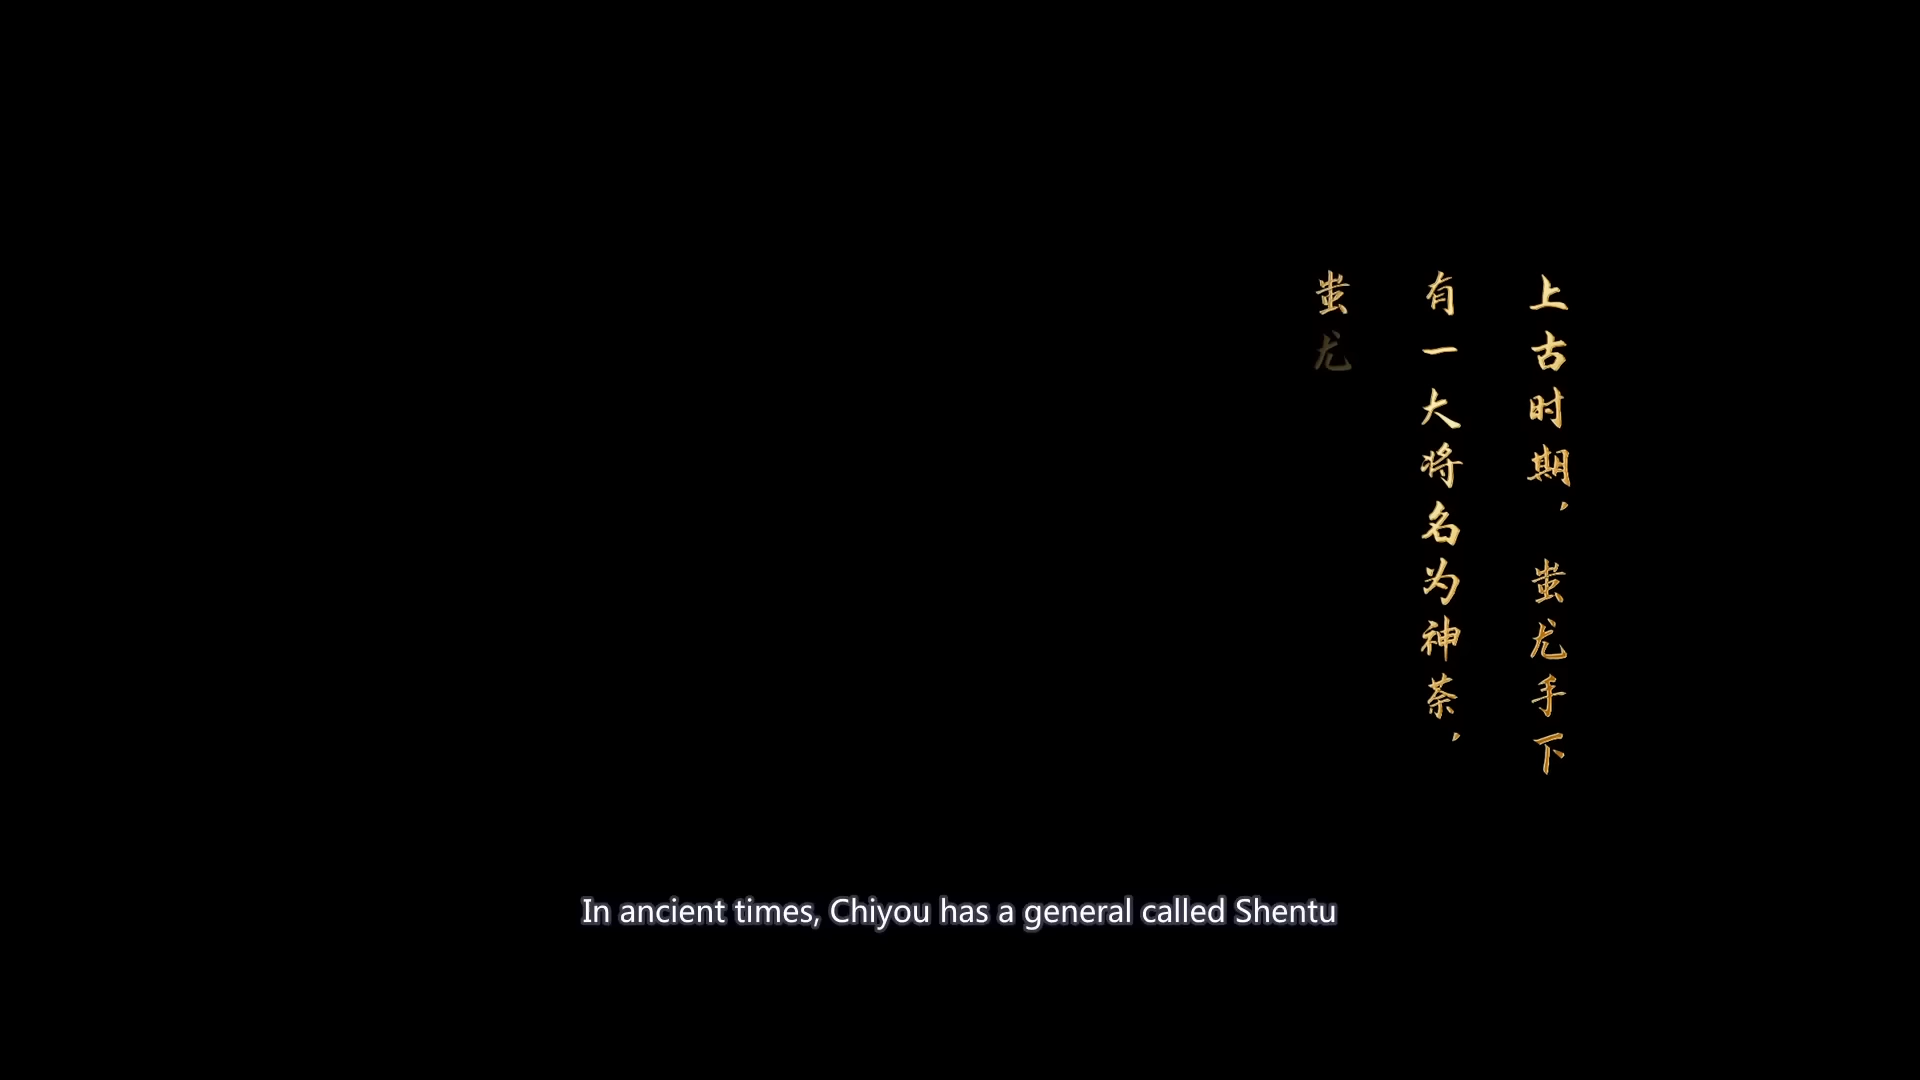 上古时期，蚩尤手下
有一大将名为神荼，
蚩尤
In ancient times, Chiyou has a general called Shentu